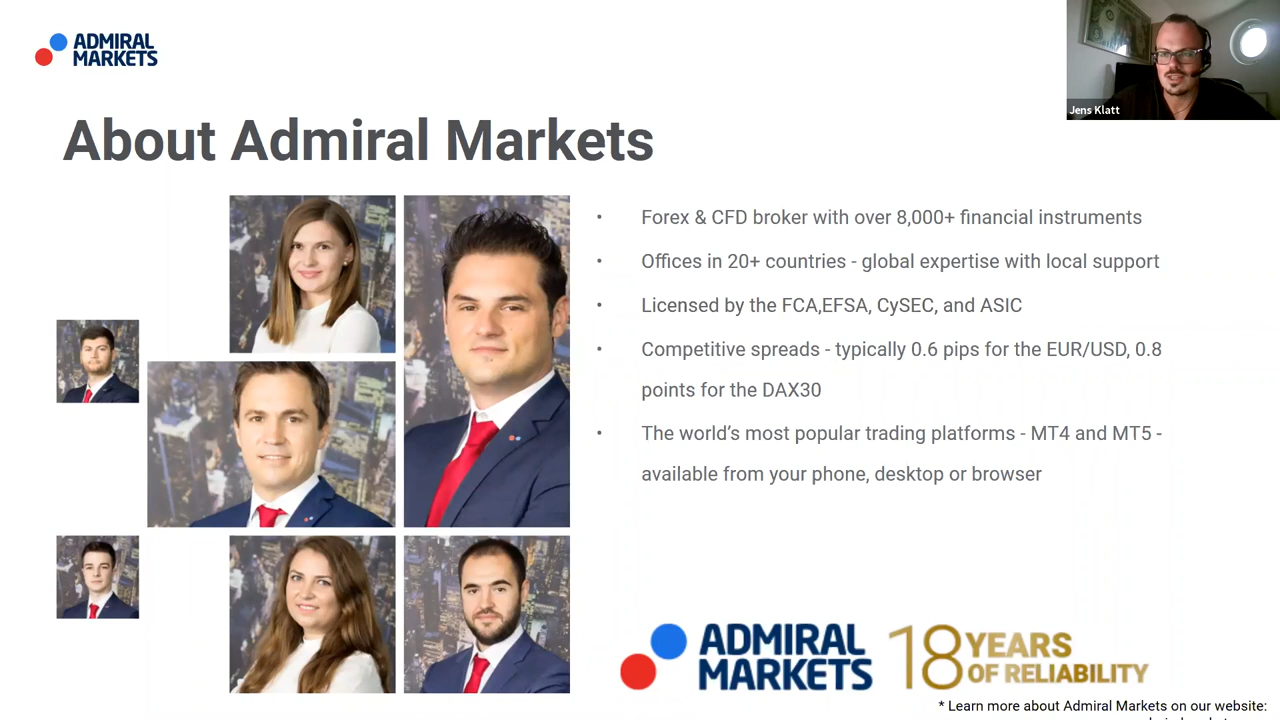 ADMIRAL
MARKETS
Jens Klatt
About Admiral Markets
• Forex & CFD broker with over 8,000+ financial instruments
• Offices in 20+ countries - global expertise with local support
• Licensed by the FCA,EFSA, CySEC, and ASIC
• Competitive spreads - typically 0.6 pips for the EUR/USD, 0.8
points for the DAX30
• The world's most popular trading platforms - MT4 and MT5 -
available from your phone, desktop or browser
ADMIRAL
MARKETS
18 YEARS
OF RELIABILITY
* Learn more about Admiral Markets on our website: